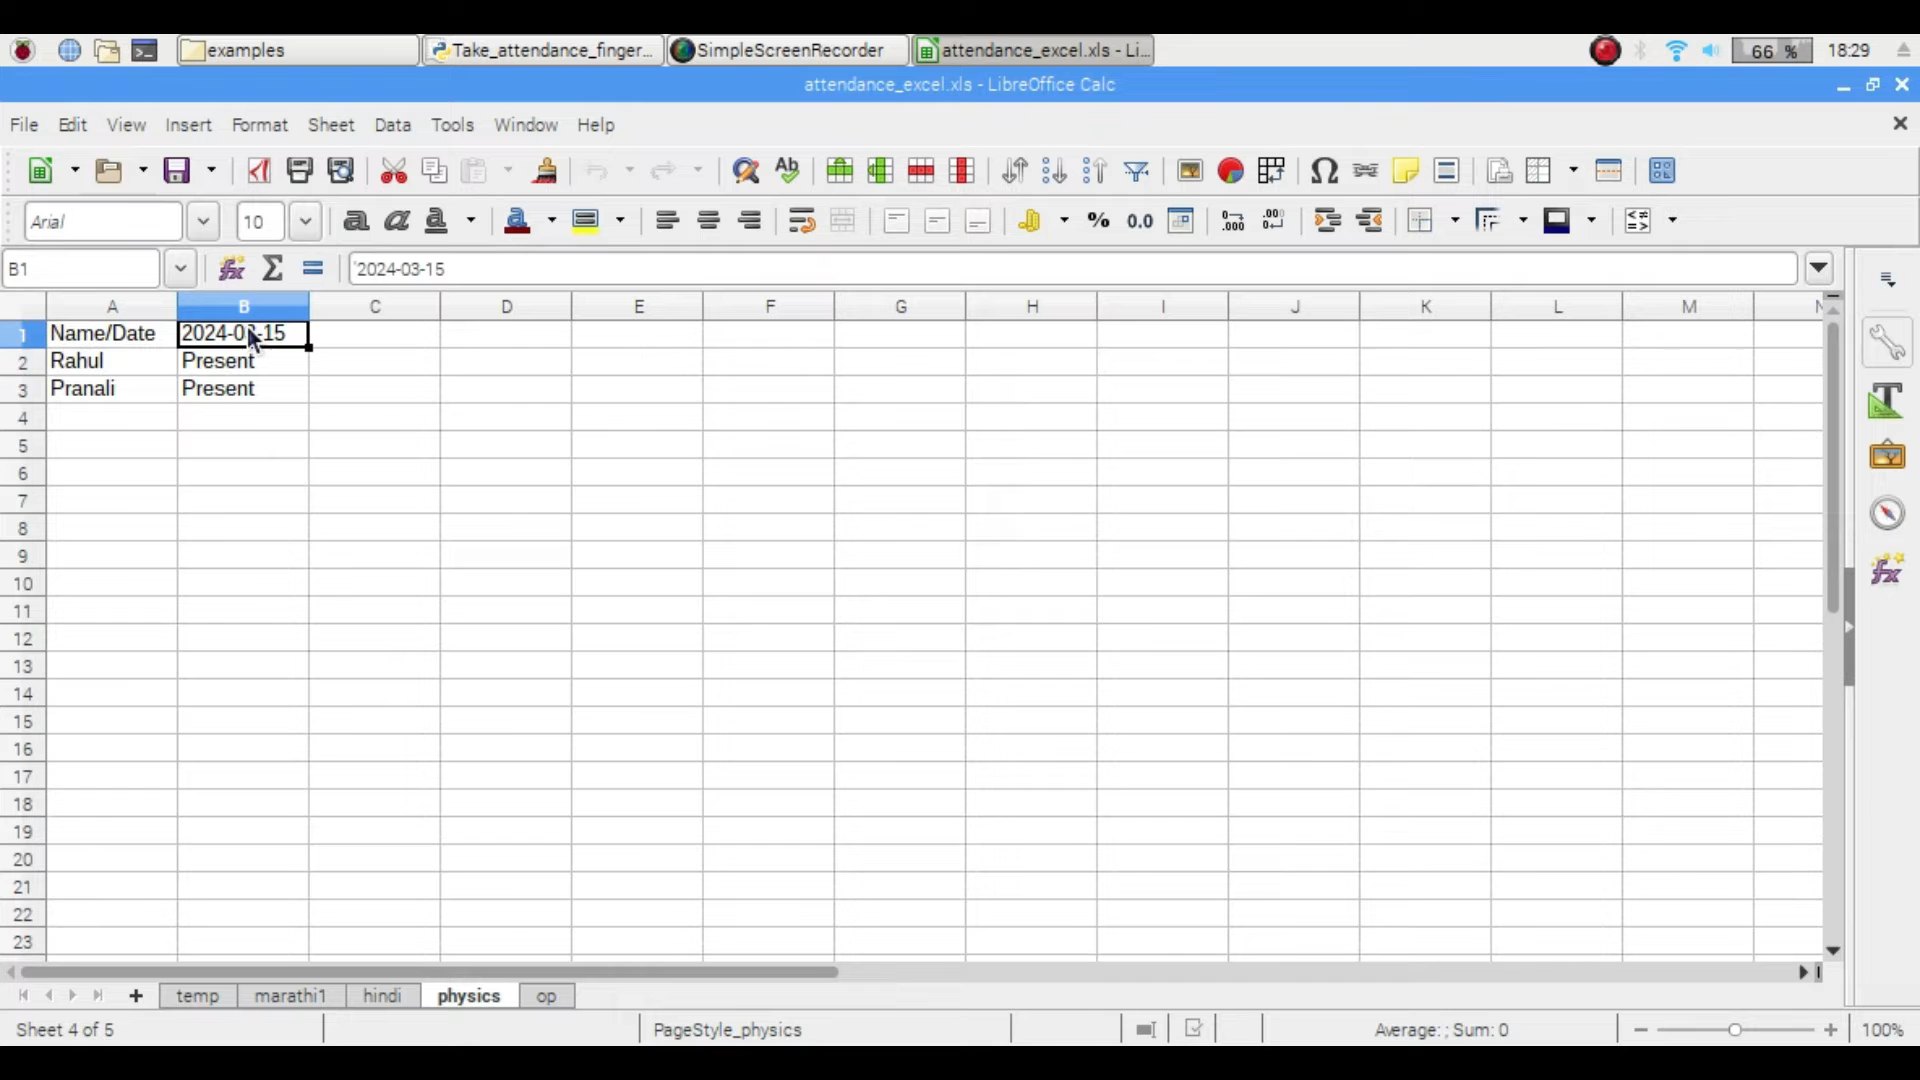 examples
Take_attendance_finger...
SimpleScreenRecorder
attendance_excel.xls - Li...
66 %
18:29
attendance_excel.xls - LibreOffice Calc
File Edit View Insert Format Sheet Data Tools Window Help
Arial
10
B1
'2024-03-15
A B C D E F G H I J K L M N
1 Name/Date 2024-03-15
2 Rahul Present
3 Pranali Present
4
5
6
7
8
9
10
11
12
13
14
15
16
17
18
19
20
21
22
23
temp marathi1 hindi physics op
Sheet 4 of 5
PageStyle_physics
Average: ; Sum: 0
100%